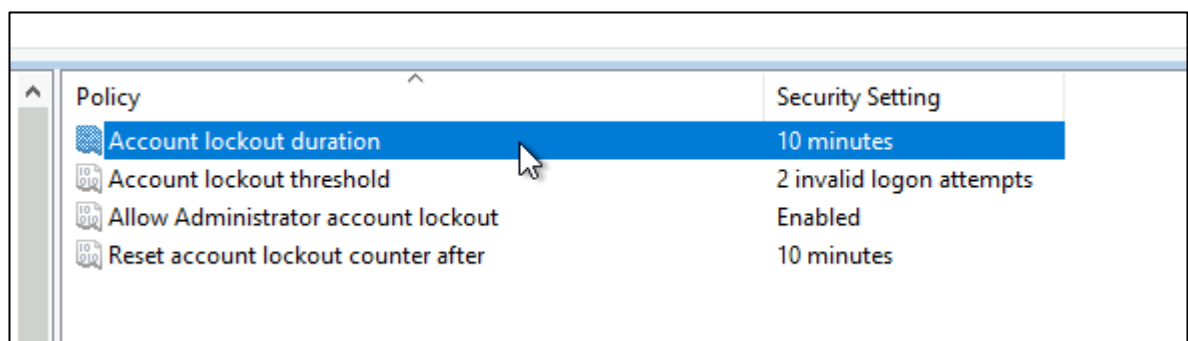 Policy Security Setting
Account lockout duration 10 minutes
Account lockout threshold 2 invalid logon attempts
Allow Administrator account lockout Enabled
Reset account lockout counter after 10 minutes